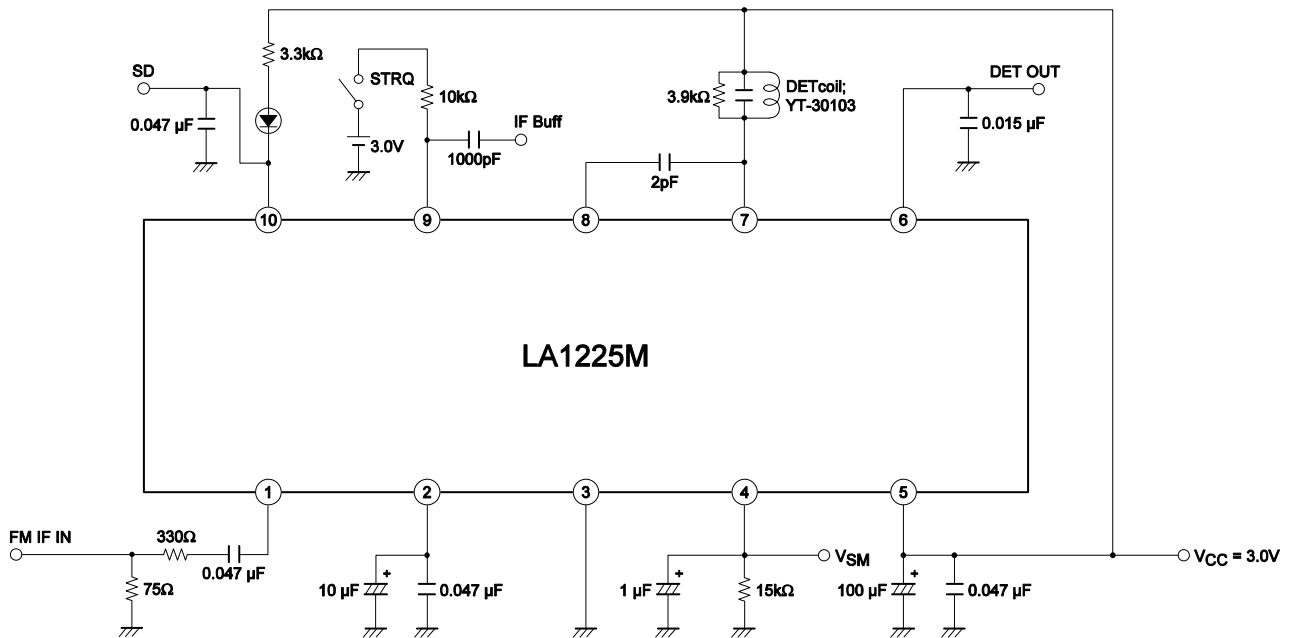 3.3kΩ
SD
STRQ
10kΩ
3.9kΩ
DETcoil;
YT-30103
DET OUT
0.047 µF
3.0V
IF Buff
1000pF
2pF
0.015 µF
10
9
8
7
6
LA1225M
1
2
3
4
5
FM IF IN
330Ω
0.047 µF
75Ω
10 µF
+
0.047 µF
1 µF
+
15kΩ
VSM
100 µF
+
0.047 µF
VCC = 3.0V